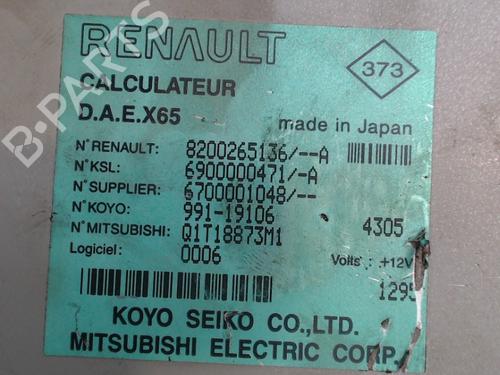 RENAULT
373
CALCULATEUR
D.A.E.X65
made in Japan
N° RENAULT: 8200265136/--A
N° KSL: 6900000471/-A
N° SUPPLIER: 6700001048/--
N° KOYO: 991-19106
N° MITSUBISHI: Q1T18873M1 4305
Logiciel: 0006 Volts : +12V
1295
KOYO SEIKO CO.,LTD.
MITSUBISHI ELECTRIC CORP.
B-PARTS